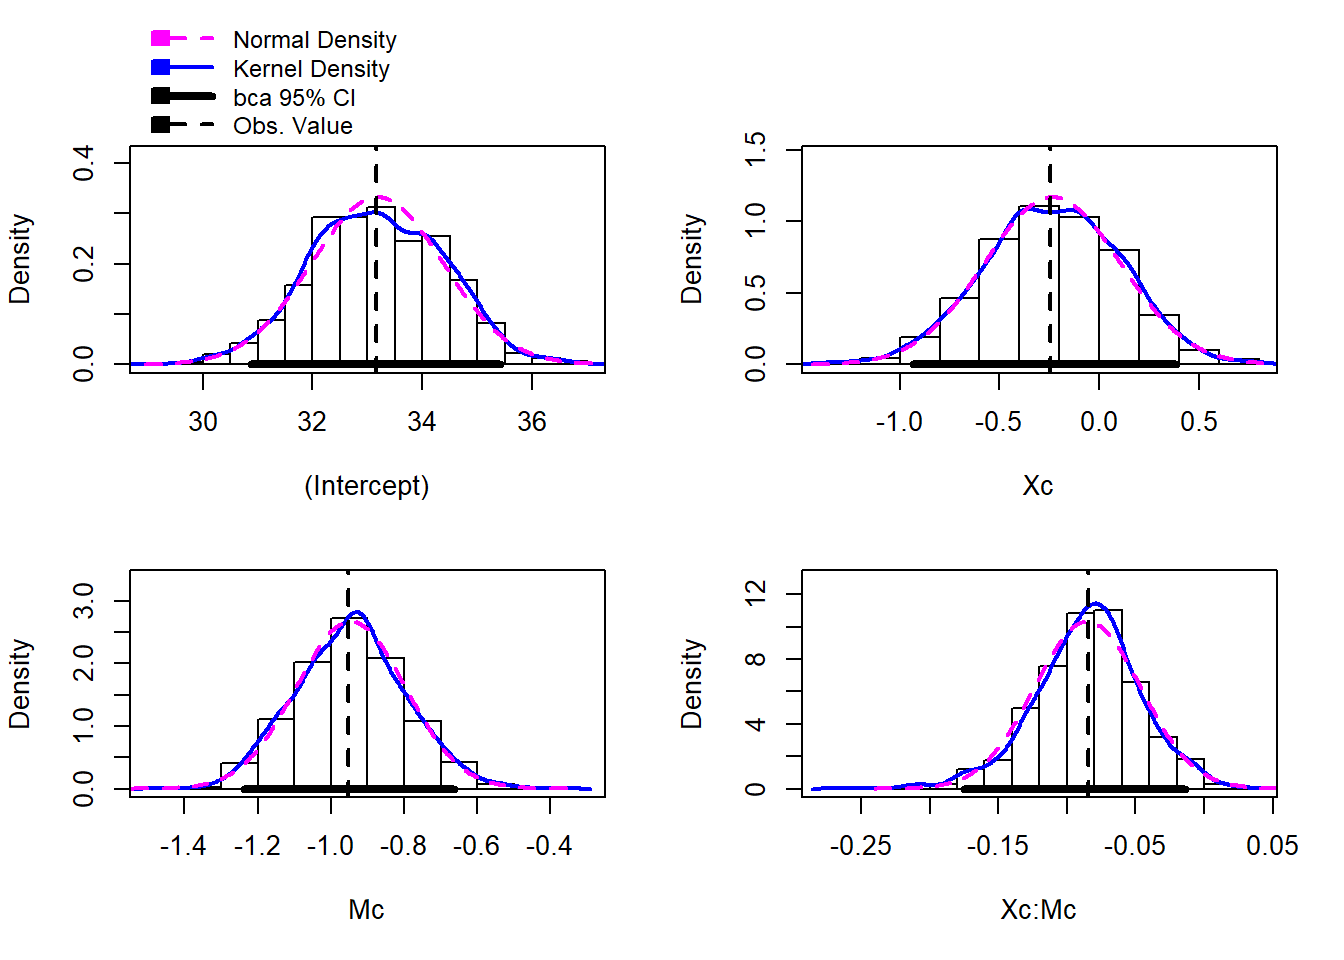 Normal Density
Kernel Density
bca 95% CI
Obs. Value
Density
0.0 0.2 0.4
30 32 34 36
(Intercept)
Density
0.0 0.5 1.0 1.5
-1.0 -0.5 0.0 0.5
Xc
Density
0.0 1.0 2.0 3.0
-1.4 -1.2 -1.0 -0.8 -0.6 -0.4
Mc
Density
0 4 8 12
-0.25 -0.15 -0.05 0.05
Xc:Mc